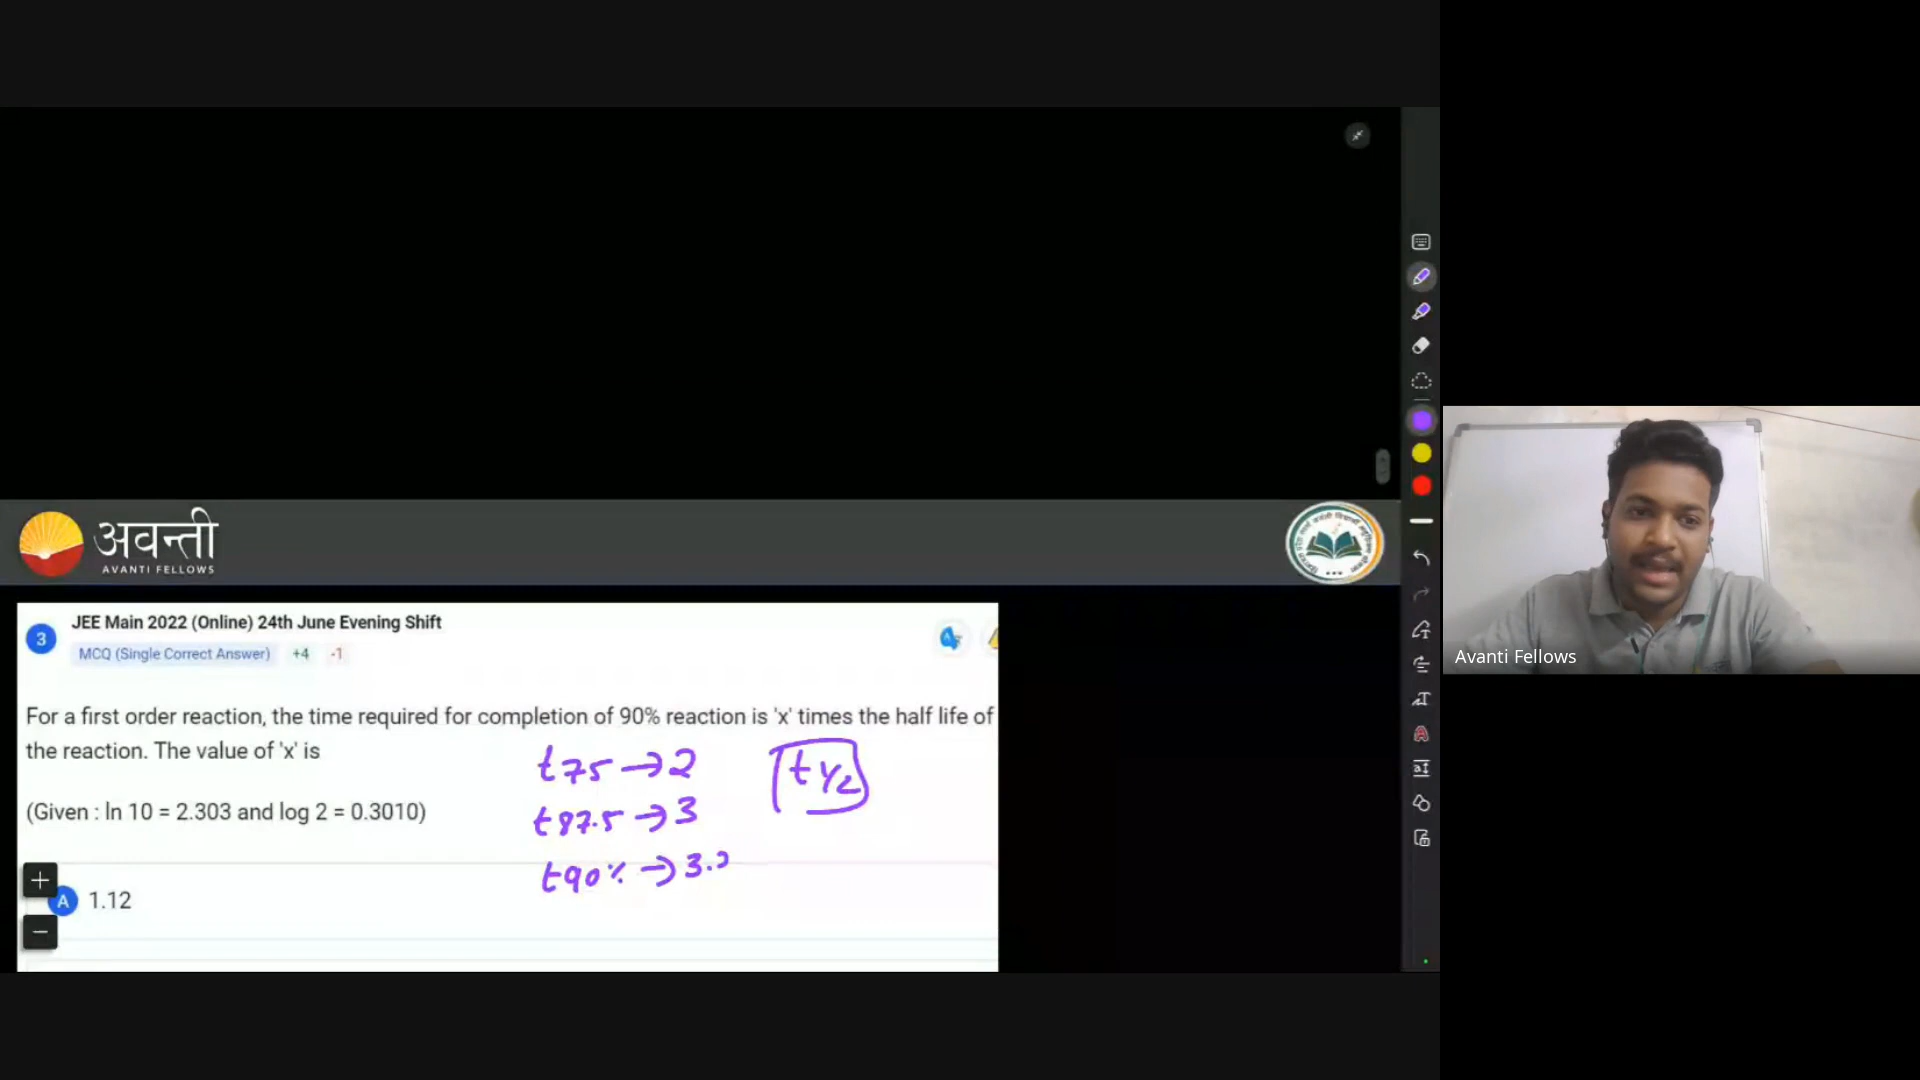 अवन्ती
AVANTI FELLOWS
3
JEE Main 2022 (Online) 24th June Evening Shift
MCQ (Single Correct Answer) +4 -1
For a first order reaction, the time required for completion of 90% reaction is 'x' times the half life of
the reaction. The value of 'x' is
(Given : ln 10 = 2.303 and log 2 = 0.3010)
t75 → 2
t½
t87.5 → 3
t90% → 3.
A 1.12
Avanti Fellows